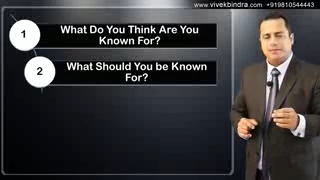 www.vivekbindra.com +919810544443
1 What Do You Think Are You
Known For?
2 What Should You be Known
For?